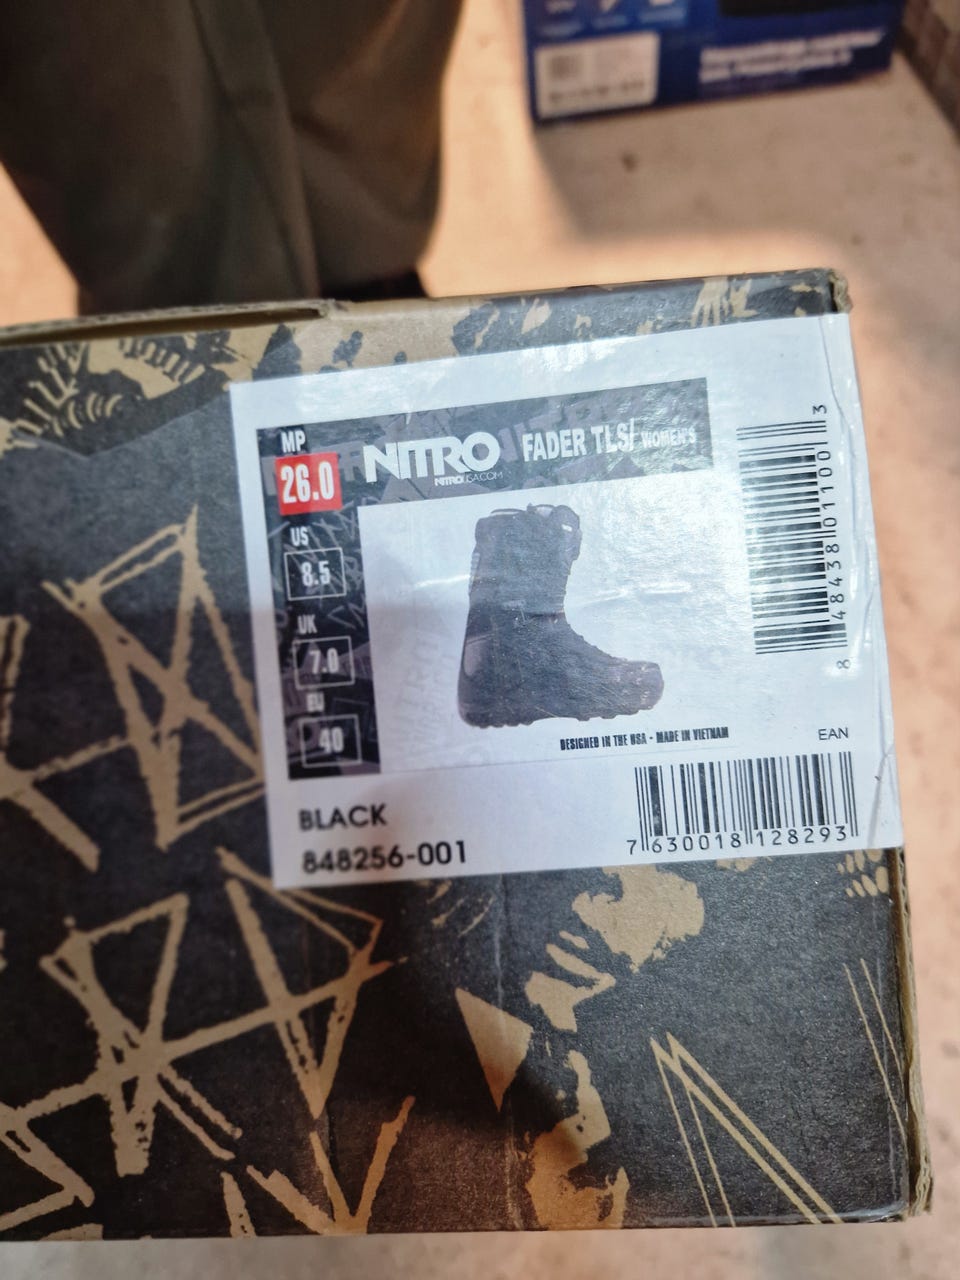 MP
26.0
NITRO
NITROUSA.COM
FADER TLS/ WOMEN'S
US
8.5
UK
7.0
EU
40
DESIGNED IN THE USA - MADE IN VIETNAM
8 48438 01100 3
EAN
7 630018 128293
BLACK
848256-001